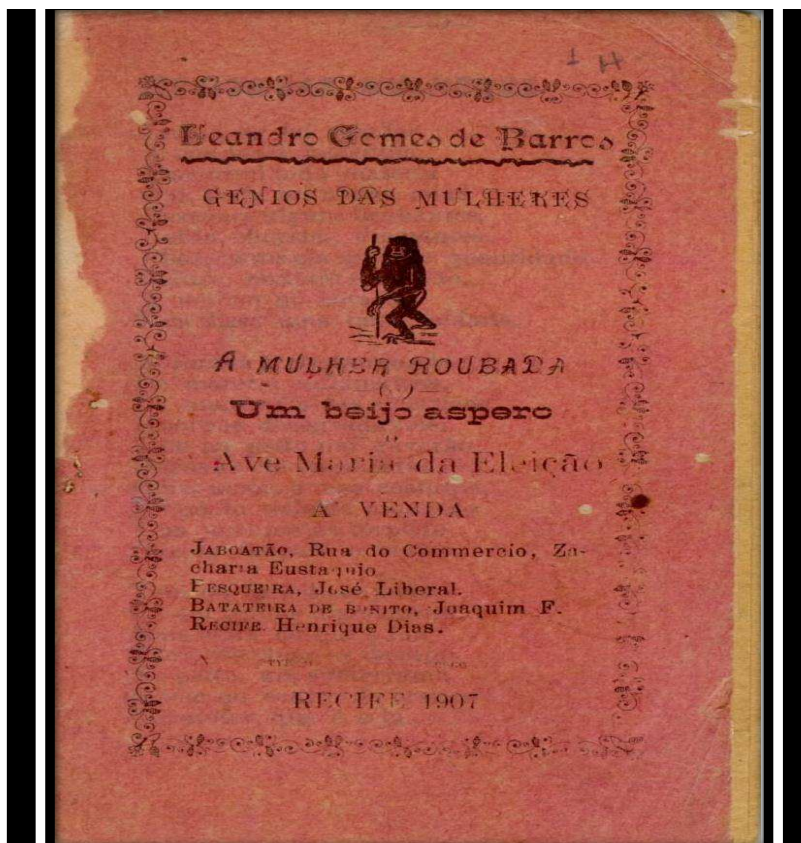 1 H
Leandro Gomes de Barros
GENIOS DAS MULHERES
A MULHER ROUBADA
Um beijo aspero
Ave Maria da Eleição
A' VENDA
JABOATÃO, Rua do Commercio, Za-
charia Eustaquio
PESQUEIRA, José Liberal.
BATATEIRA DE BONITO, Joaquim F.
RECIFE Henrique Dias.
RECIFE 1907